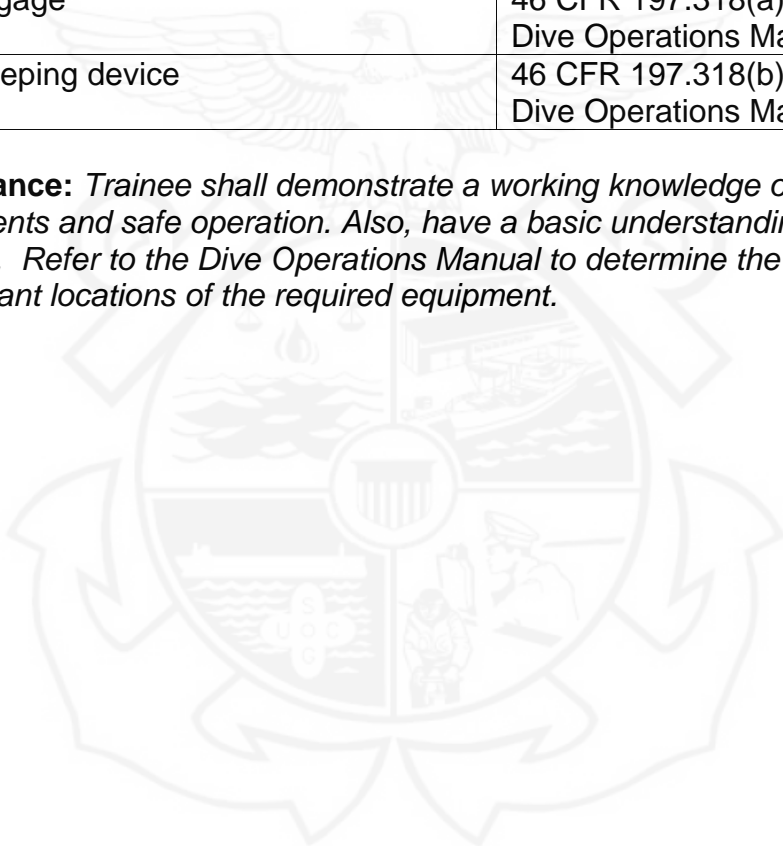 gage
46 CFR 197.318(a)
Dive Operations Ma
eping device
46 CFR 197.318(b)
Dive Operations Ma
ance: Trainee shall demonstrate a working knowledge o
ents and safe operation. Also, have a basic understandin
. Refer to the Dive Operations Manual to determine the
ant locations of the required equipment.
S
U O C
G